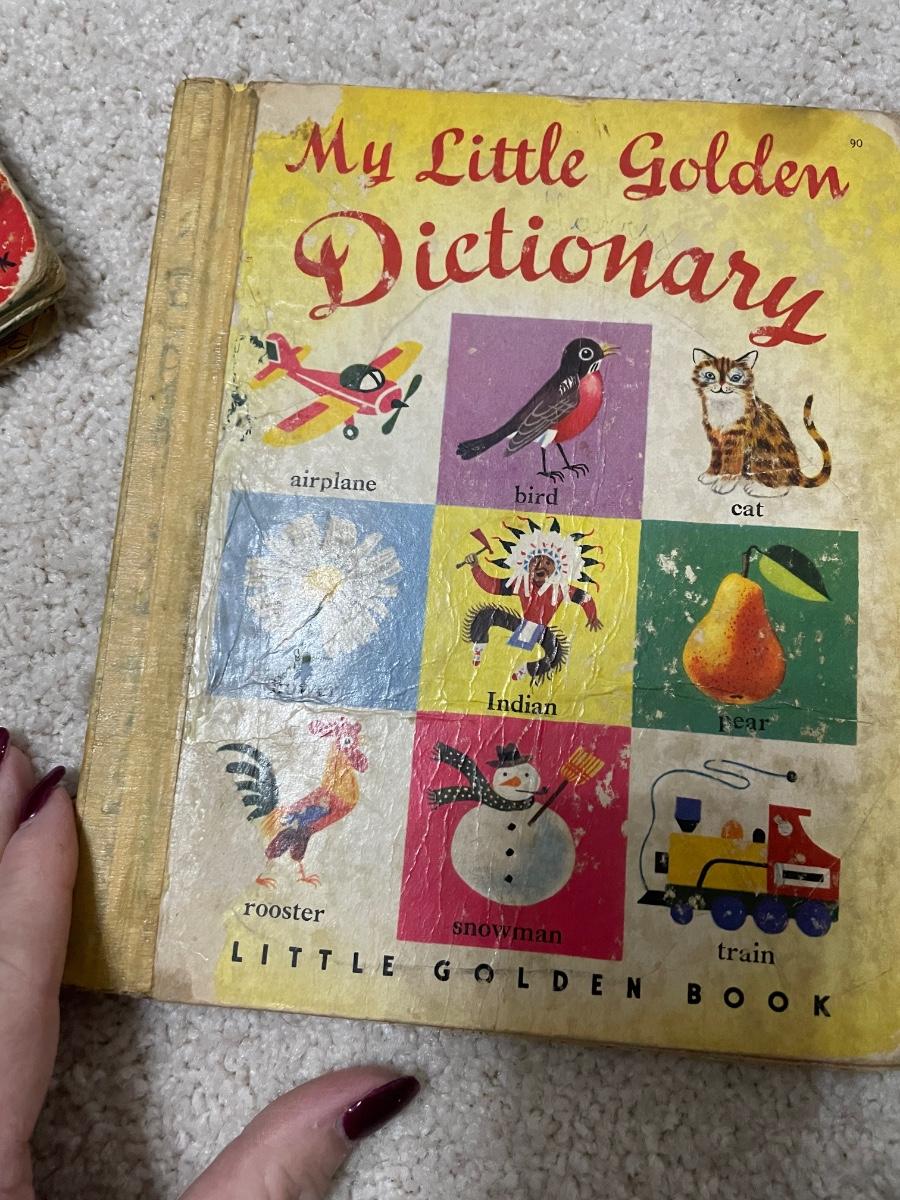 My Little Golden
90
Dictionary
airplane
bird
cat
Indian
pear
rooster
snowman
train
LITTLE GOLDEN BOOK